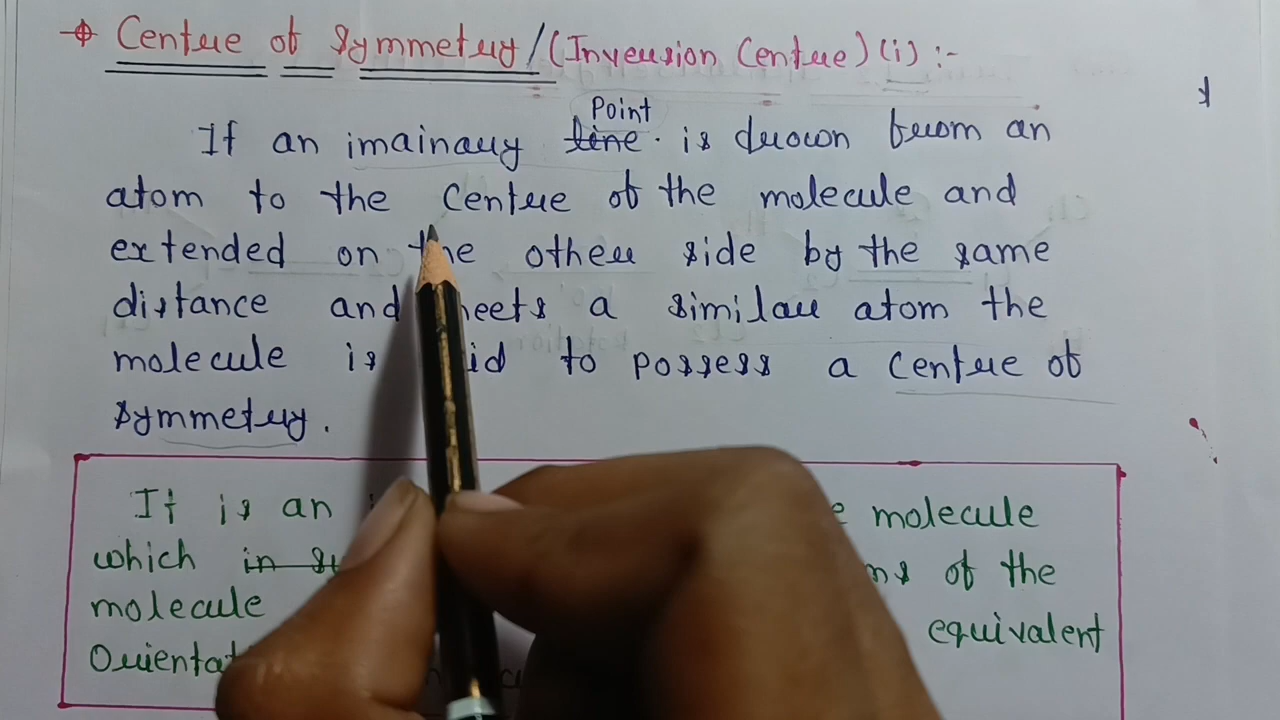 Centre of Symmetry/(Inversion Centre)(i) :-
Point
If an imainary line. is drown from an
atom to the Centre of the molecule and
extended on the other side by the same
distance and meets a similar atom the
molecule is said to possess a centre of
symmetry.
It is an molecule
which in of the
molecule equivalent